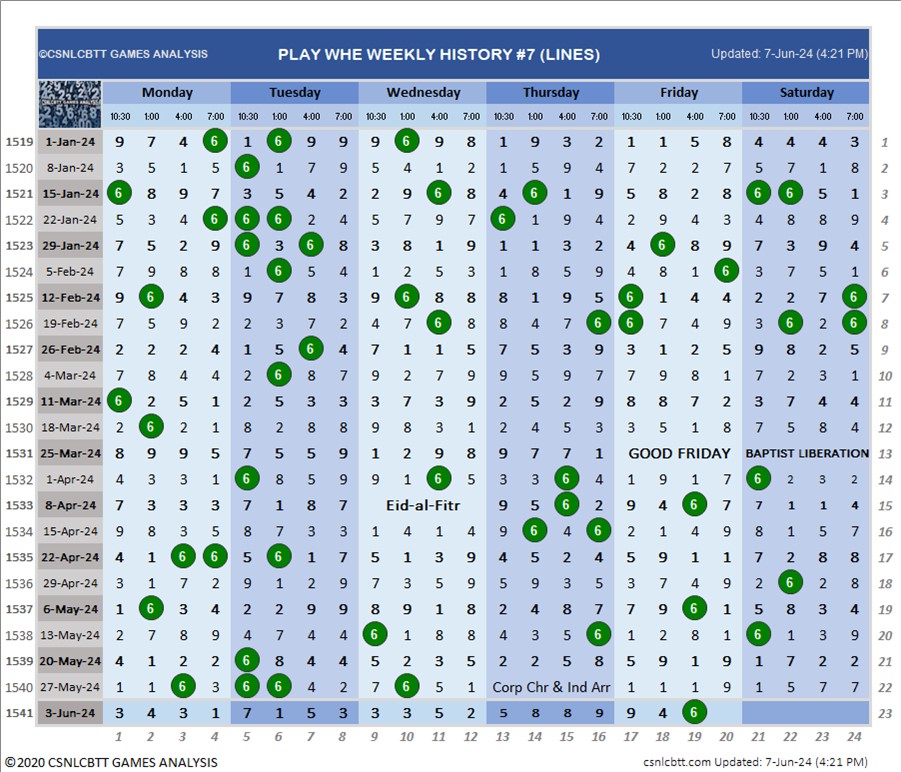 ©CSNLCBTT GAMES ANALYSIS PLAY WHE WEEKLY HISTORY #7 (LINES) Updated: 7-Jun-24 (4:21 PM)
CSNLCBTT GAMES ANALYSIS Monday Tuesday Wednesday Thursday Friday Saturday
10:30 1:00 4:00 7:00 10:30 1:00 4:00 7:00 10:30 1:00 4:00 7:00 10:30 1:00 4:00 7:00 10:30 1:00 4:00 7:00 10:30 1:00 4:00 7:00
1519 1-Jan-24 9 7 4 6 1 6 9 9 9 6 9 8 1 9 3 2 1 1 5 8 4 4 4 3 1
1520 8-Jan-24 3 5 1 5 6 1 7 9 5 4 1 2 1 5 9 4 7 2 2 7 5 7 1 8 2
1521 15-Jan-24 6 8 9 7 3 5 4 2 2 9 6 8 4 6 1 9 5 8 2 8 6 6 5 1 3
1522 22-Jan-24 5 3 4 6 6 6 2 4 5 7 9 7 6 1 9 4 2 9 4 3 4 8 8 9 4
1523 29-Jan-24 7 5 2 9 6 3 6 8 3 8 1 9 1 1 3 2 4 6 8 9 7 3 9 4 5
1524 5-Feb-24 7 9 8 8 1 6 5 4 1 2 5 3 1 8 5 9 4 8 1 6 3 7 5 1 6
1525 12-Feb-24 9 6 4 3 9 7 8 3 9 6 8 8 8 1 9 5 6 1 4 4 2 2 7 6 7
1526 19-Feb-24 7 5 9 2 2 3 7 2 4 7 6 8 8 4 7 6 6 7 4 9 3 6 2 6 8
1527 26-Feb-24 2 2 2 4 1 5 6 4 7 1 1 5 7 5 3 9 3 1 2 5 9 8 2 5 9
1528 4-Mar-24 7 8 4 4 2 6 8 7 9 2 7 9 9 5 9 7 7 9 8 1 7 2 3 1 10
1529 11-Mar-24 6 2 5 1 2 5 3 3 3 7 3 9 2 5 2 9 8 8 7 2 3 7 4 4 11
1530 18-Mar-24 2 6 2 1 8 2 8 8 9 8 3 1 2 4 5 3 3 5 1 8 7 5 8 4 12
1531 25-Mar-24 8 9 9 5 7 5 5 9 1 2 9 8 9 7 7 1 GOOD FRIDAY BAPTIST LIBERATION 13
1532 1-Apr-24 4 3 3 1 6 8 5 9 9 1 6 5 3 3 6 4 1 9 1 7 6 2 3 2 14
1533 8-Apr-24 7 3 3 3 7 1 8 7 Eid-al-Fitr 9 5 6 2 9 4 6 7 7 1 1 4 15
1534 15-Apr-24 9 8 3 5 8 7 3 3 1 4 1 4 9 6 4 6 2 1 4 9 8 1 5 7 16
1535 22-Apr-24 4 1 6 6 5 6 1 7 5 1 3 9 4 5 2 4 5 9 1 1 7 2 8 8 17
1536 29-Apr-24 3 1 7 2 9 1 2 9 7 3 5 9 5 9 3 5 3 7 4 9 2 6 2 8 18
1537 6-May-24 1 6 3 4 2 2 9 9 8 9 1 8 2 4 8 7 7 9 6 1 5 8 3 4 19
1538 13-May-24 2 7 8 9 4 7 4 4 6 1 8 8 4 3 5 6 1 2 8 1 6 1 3 9 20
1539 20-May-24 4 1 2 2 6 8 4 4 5 2 3 5 2 2 5 8 5 9 1 9 1 7 2 2 21
1540 27-May-24 1 1 6 3 6 6 4 2 7 6 5 1 Corp Chr & Ind Arr 1 1 1 9 1 5 7 7 22
1541 3-Jun-24 3 4 3 1 7 1 5 3 3 3 5 2 5 8 8 9 9 4 6 23
1 2 3 4 5 6 7 8 9 10 11 12 13 14 15 16 17 18 19 20 21 22 23 24
©2020 CSNLCBTT GAMES ANALYSIS csnlcbtt.com Updated: 7-Jun-24 (4:21 PM)